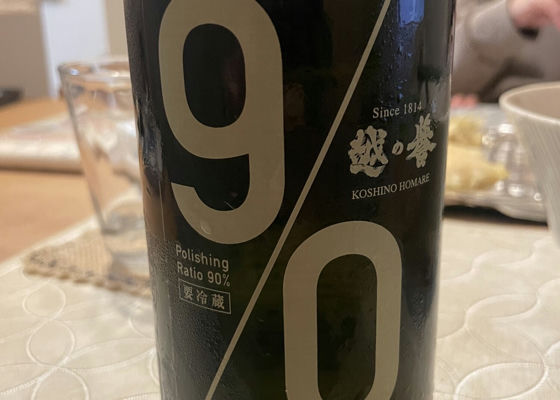 9/0
Since 1814
越の誉
KOSHINO HOMARE
Polishing
Ratio 90%
要冷蔵